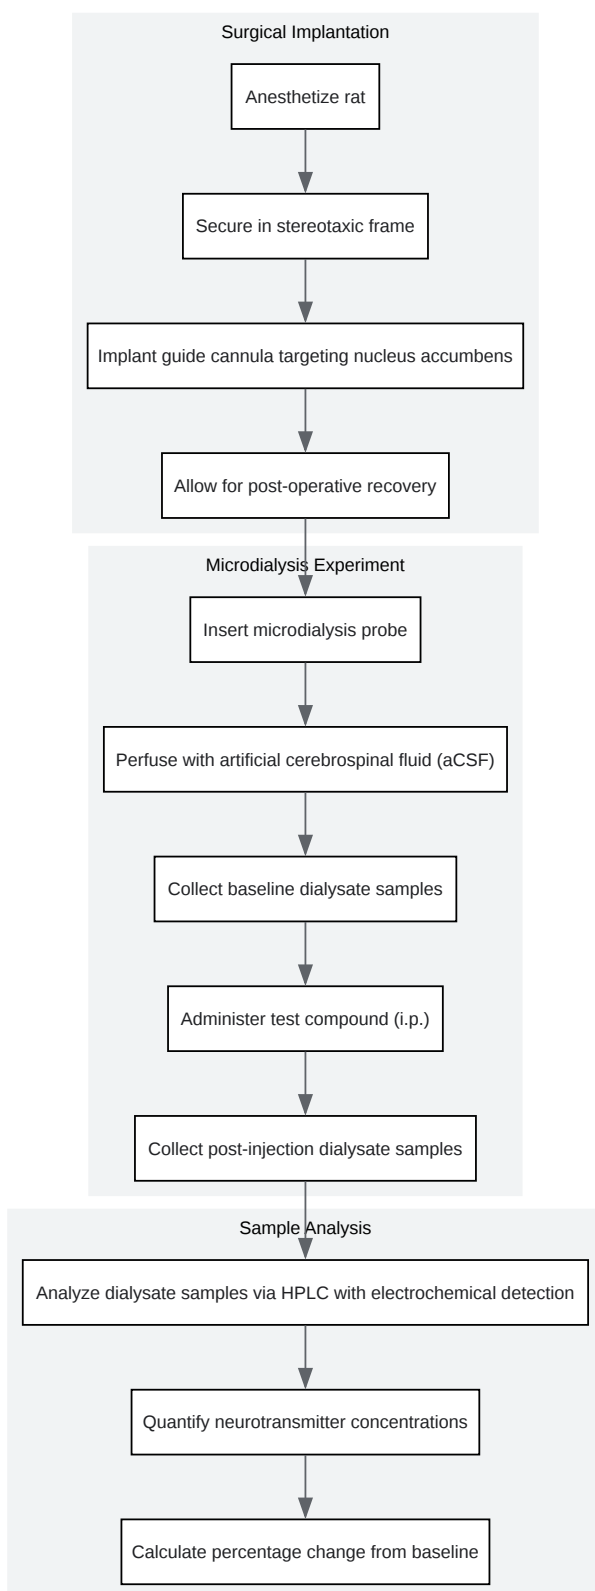 Surgical Implantation
Anesthetize rat
Secure in stereotaxic frame
Implant guide cannula targeting nucleus accumbens
Allow for post-operative recovery
Microdialysis Experiment
Insert microdialysis probe
Perfuse with artificial cerebrospinal fluid (aCSF)
Collect baseline dialysate samples
Administer test compound (i.p.)
Collect post-injection dialysate samples
Sample Analysis
Analyze dialysate samples via HPLC with electrochemical detection
Quantify neurotransmitter concentrations
Calculate percentage change from baseline